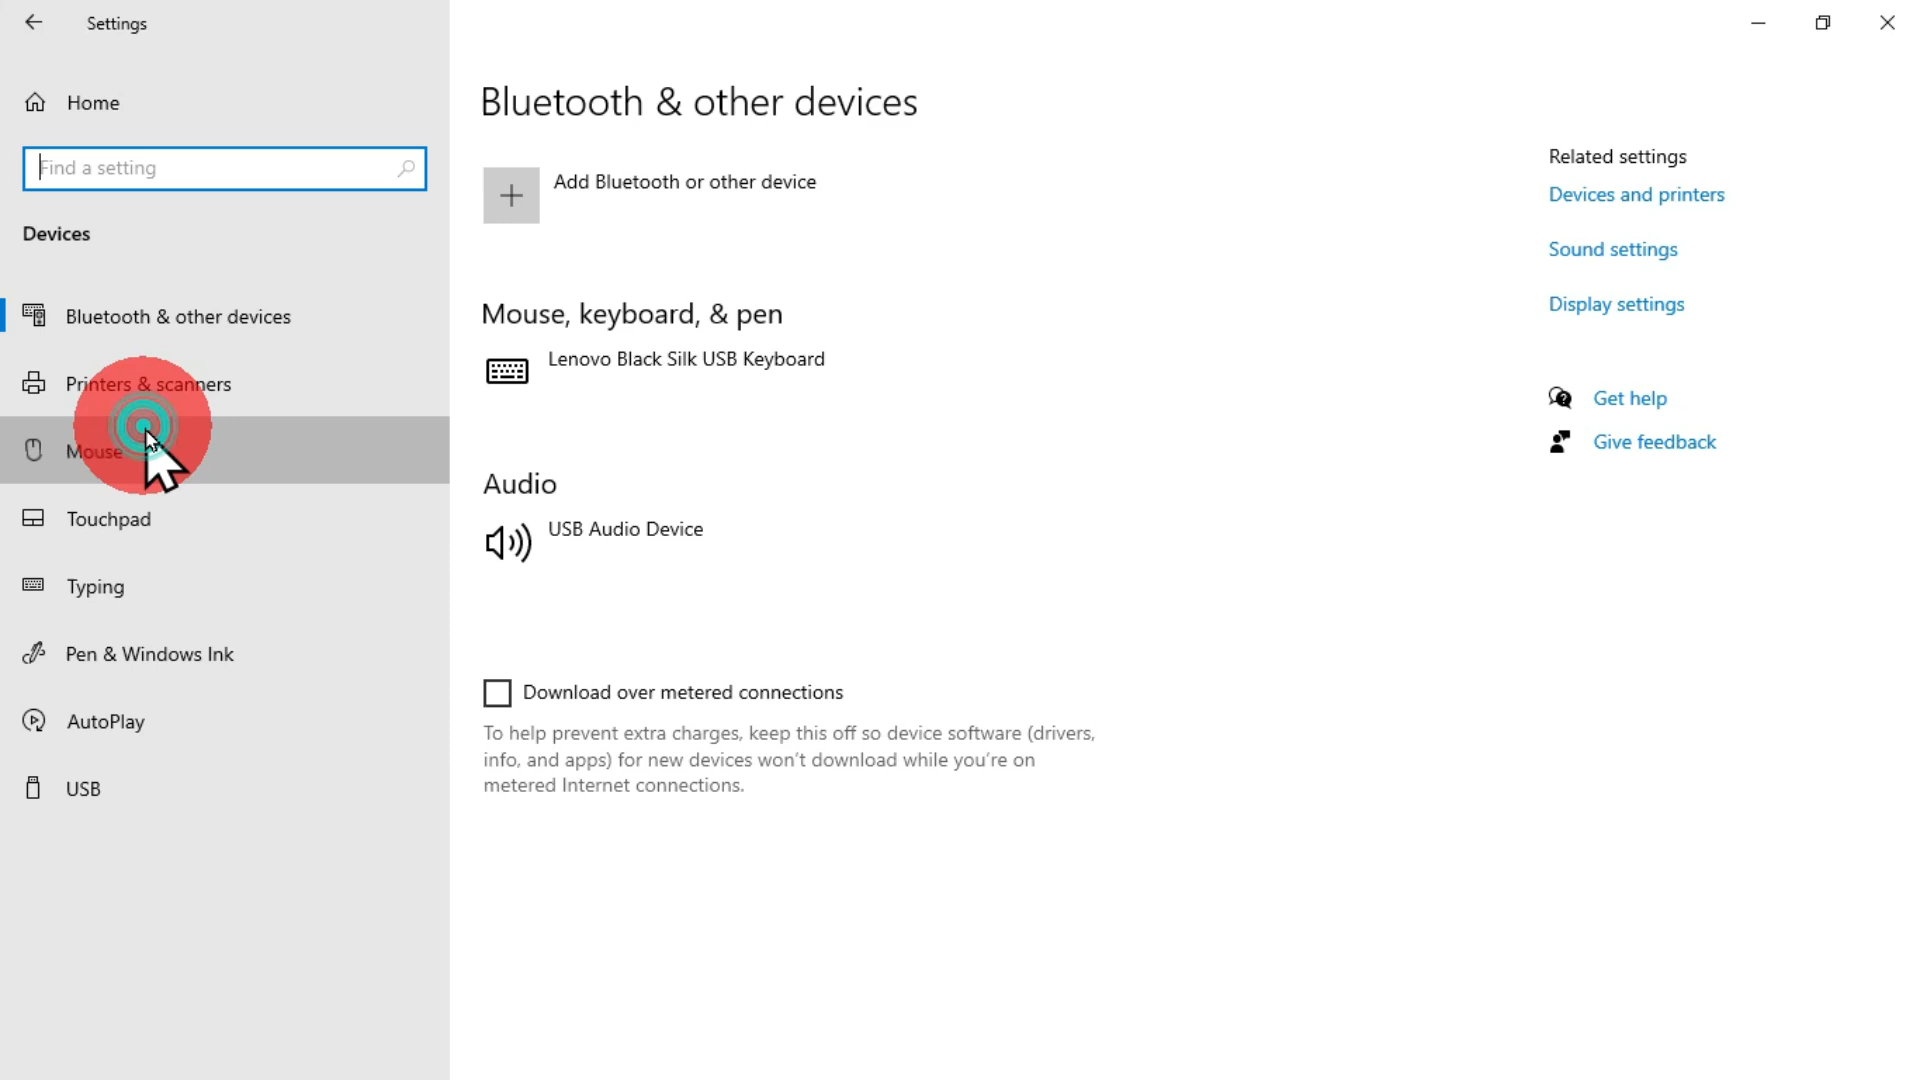 Settings
Home
Find a setting
Devices
Bluetooth & other devices
Printers & scanners
Mouse
Touchpad
Typing
Pen & Windows Ink
AutoPlay
USB
Bluetooth & other devices
Add Bluetooth or other device
Mouse, keyboard, & pen
Lenovo Black Silk USB Keyboard
Audio
USB Audio Device
Download over metered connections
To help prevent extra charges, keep this off so device software (drivers,
info, and apps) for new devices won't download while you're on
metered Internet connections.
Related settings
Devices and printers
Sound settings
Display settings
Get help
Give feedback